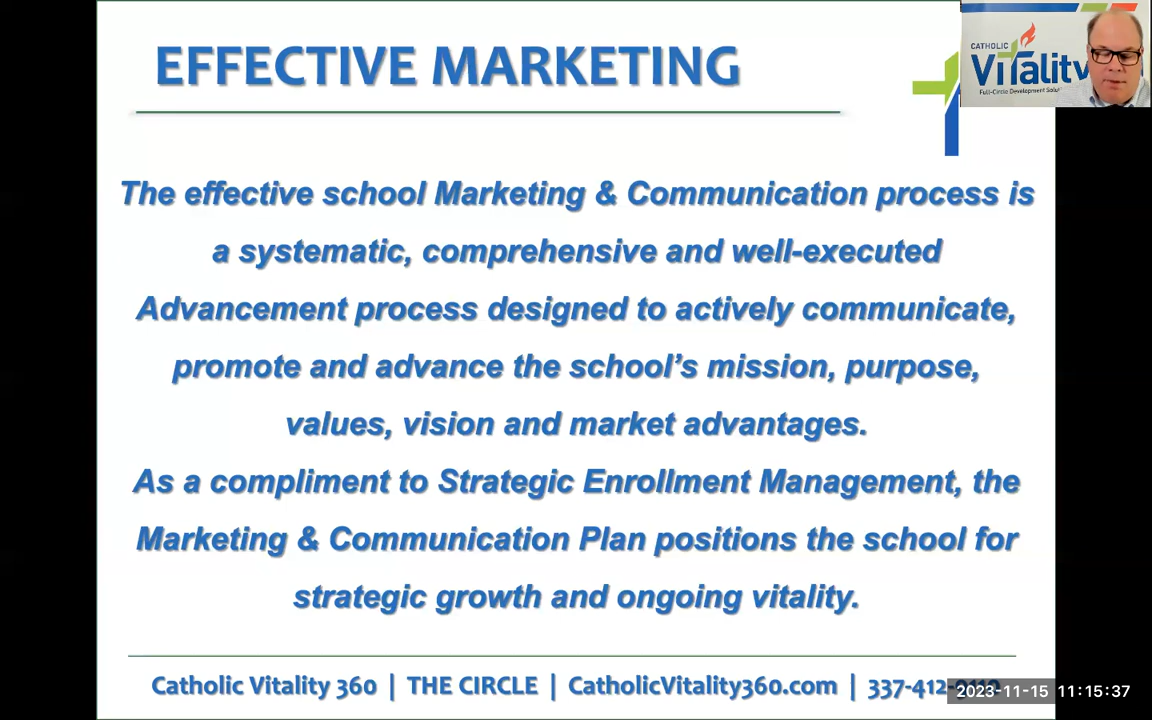 EFFECTIVE MARKETING
CATHOLIC
Vitality
Full-Circle Development
The effective school Marketing & Communication process is
a systematic, comprehensive and well-executed
Advancement process designed to actively communicate,
promote and advance the school’s mission, purpose,
values, vision and market advantages.
As a compliment to Strategic Enrollment Management, the
Marketing & Communication Plan positions the school for
strategic growth and ongoing vitality.
Catholic Vitality 360 | THE CIRCLE | CatholicVitality360.com | 337-412-
2023-11-15 11:15:37